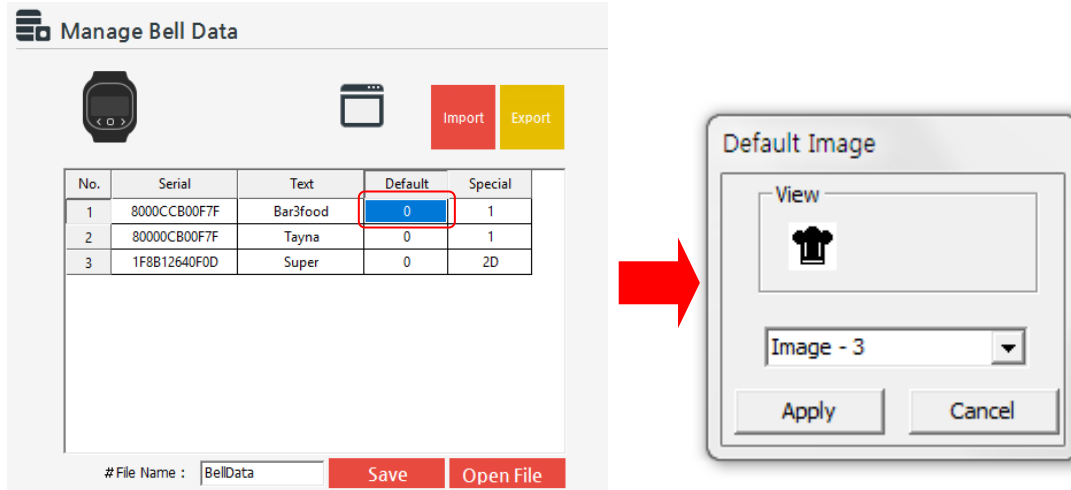 Manage Bell Data
Import Export
No. Serial Text Default Special
1 8000CCB00F7F Bar3food 0 1
2 80000CB00F7F Tayna 0 1
3 1F8B12640F0D Super 0 2D
#File Name : BellData Save Open File
Default Image
View
Image - 3
Apply Cancel